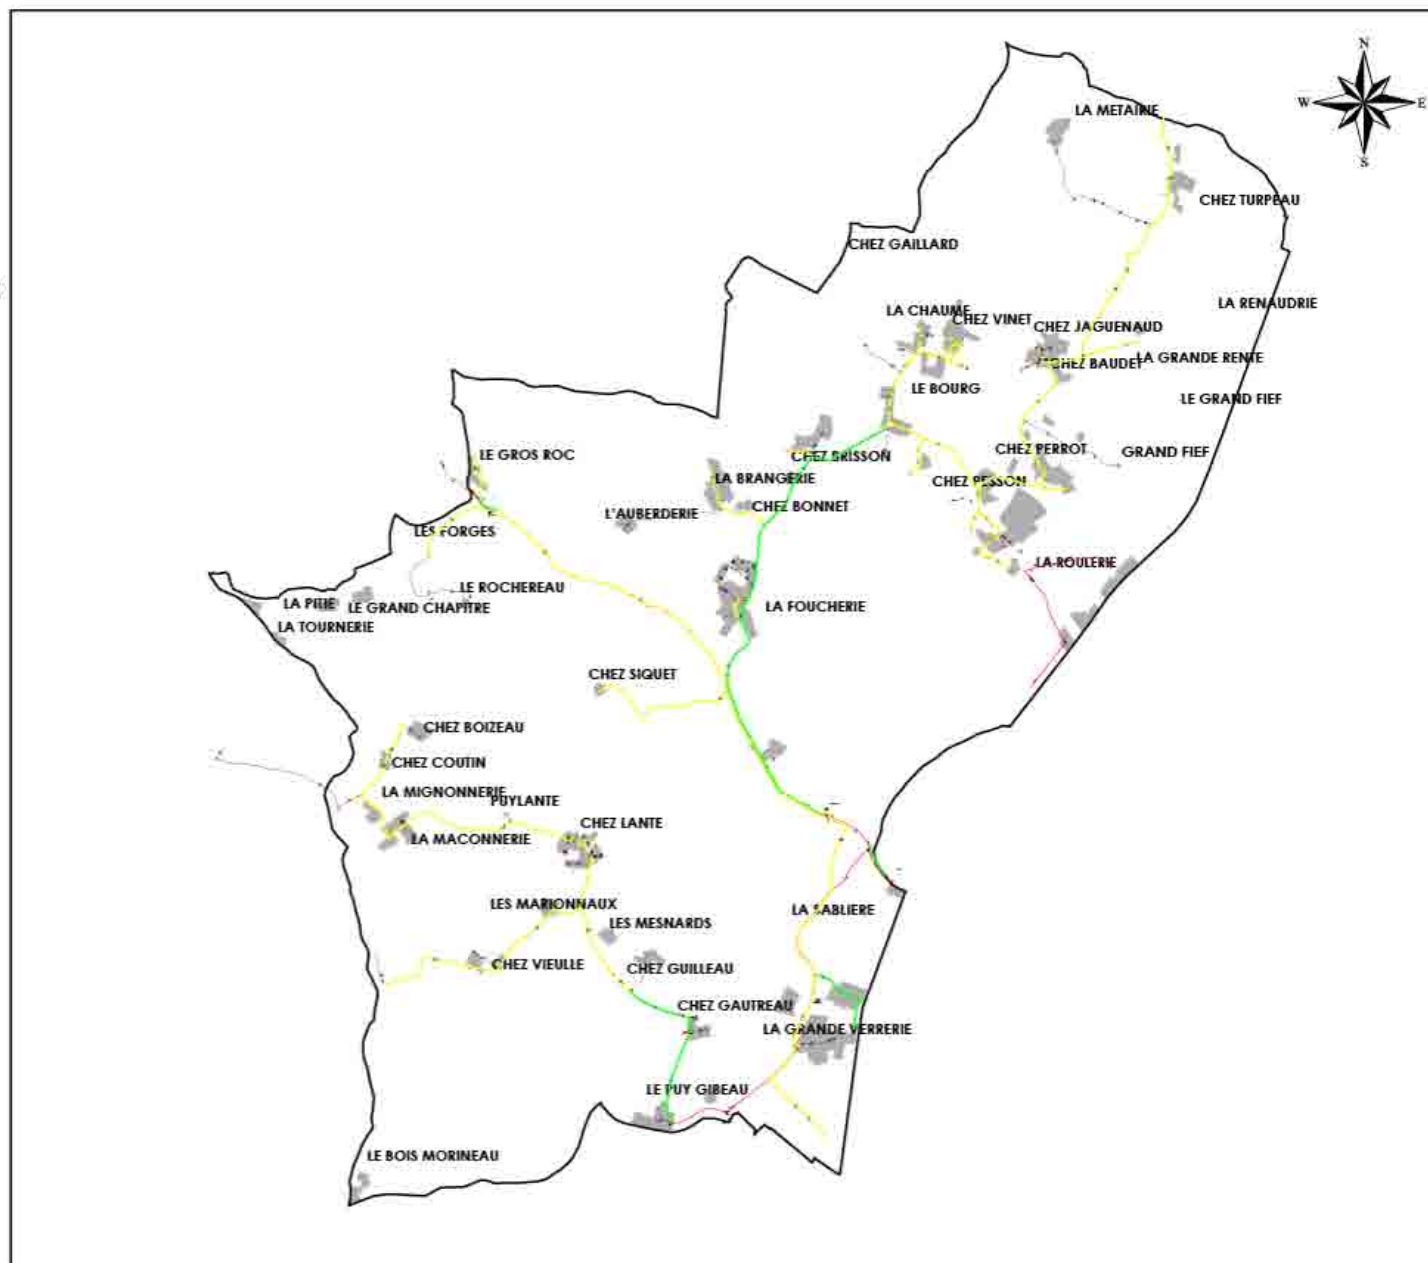 N
W E
S
LA METAIRIE
CHEZ TURPEAU
CHEZ GAILLARD
LA RENAUDRIE
LA CHAUME
CHEZ VINET
CHEZ JAGUENAUD
LA GRANDE RENTE
CHEZ BAUDET
LE BOURG
LE GRAND FIEF
CHEZ PERROT
GRAND FIEF
LE GROS ROC
CHEZ BRISSON
LA BRANGERIE
CHEZ PESSON
CHEZ BONNET
L'AUBERDERIE
LES FORGES
LA ROULERIE
LE ROCHEREAU
LA PITIE
LE GRAND CHAPITRE
LA FOUCHERIE
LA TOURNERIE
CHEZ SIQUET
CHEZ BOIZEAU
CHEZ COUTIN
LA MIGNONNERIE
PUYLANTE
CHEZ LANTE
LA MACONNERIE
LES MARIONNAUX
LA SABLIERE
LES MESNARDS
CHEZ VIEULLE
CHEZ GUILLEAU
CHEZ GAUTREAU
LA GRANDE VERRERIE
LE PUY GIBEAU
LE BOIS MORINEAU